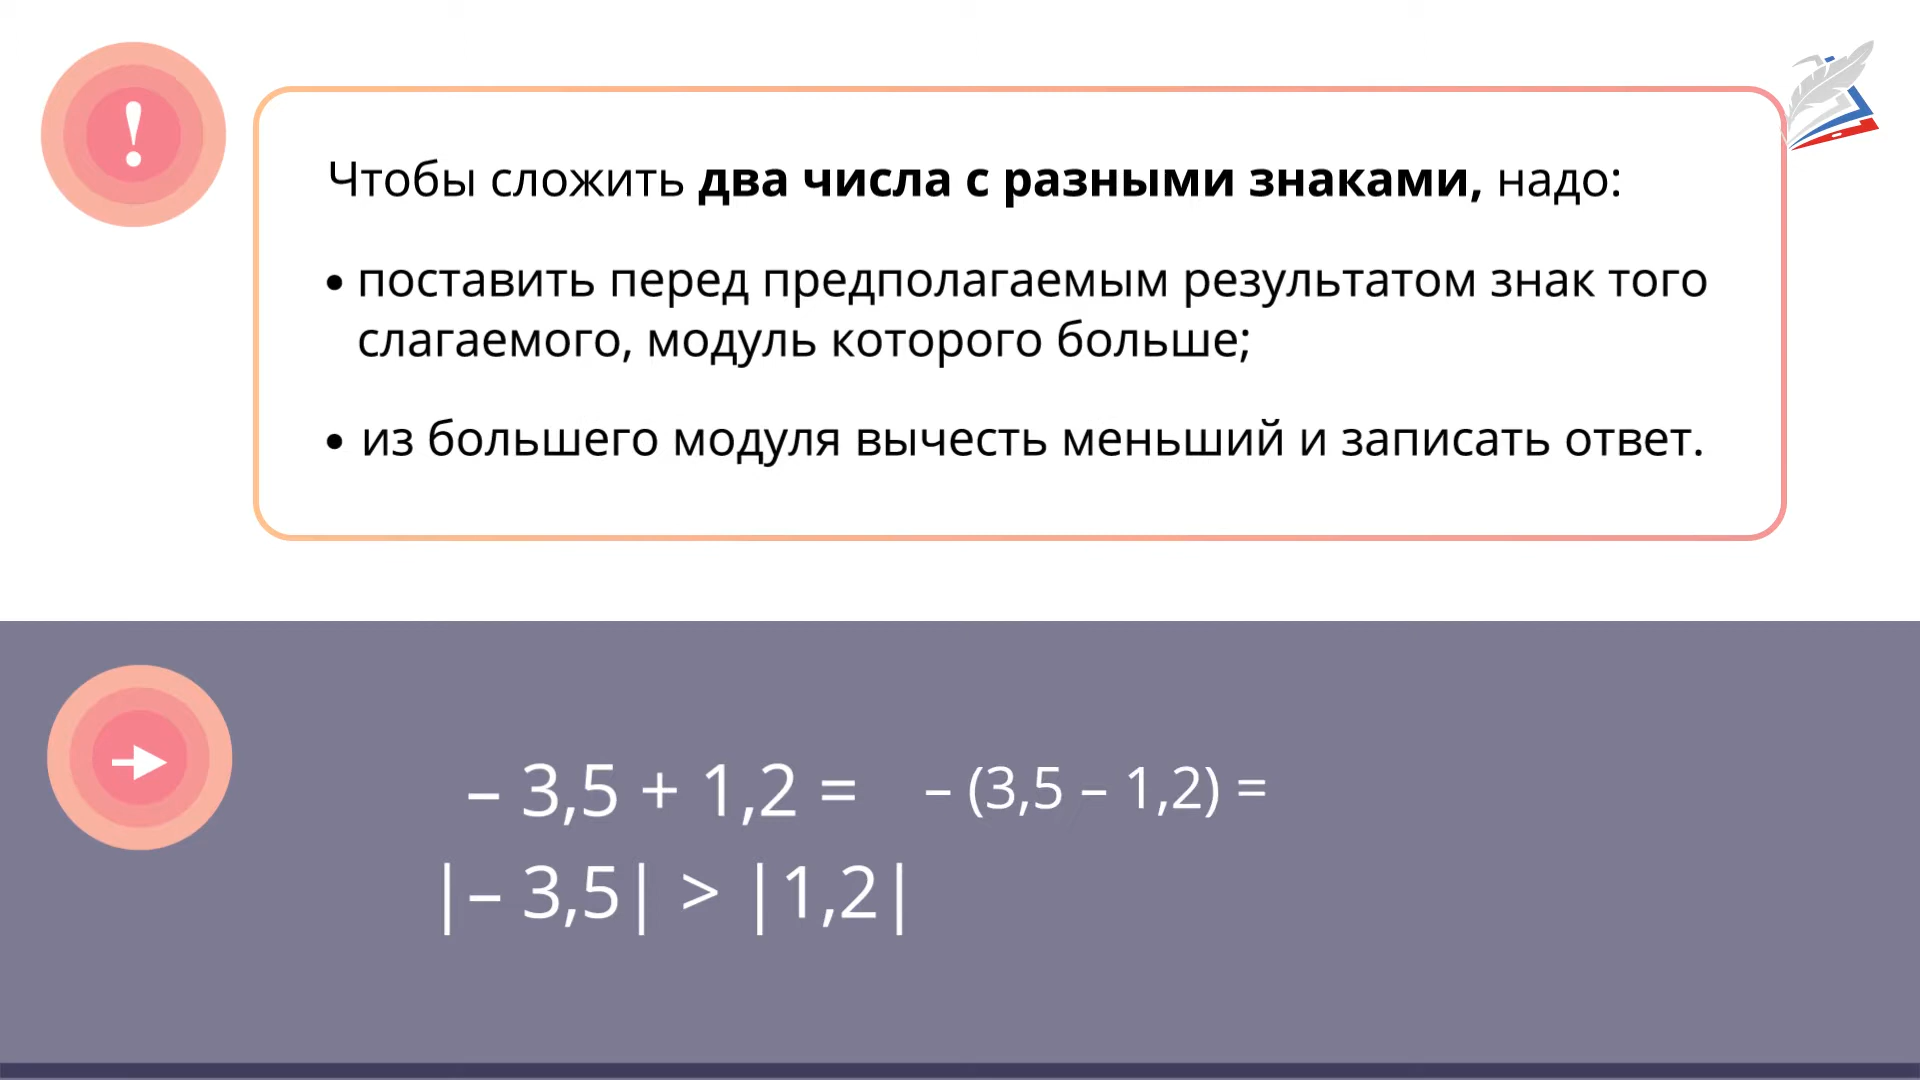 !
Чтобы сложить два числа с разными знаками, надо:
• поставить перед предполагаемым результатом знак того
слагаемого, модуль которого больше;
• из большего модуля вычесть меньший и записать ответ.
– 3,5 + 1,2 = – (3,5 – 1,2) =
|– 3,5| > |1,2|